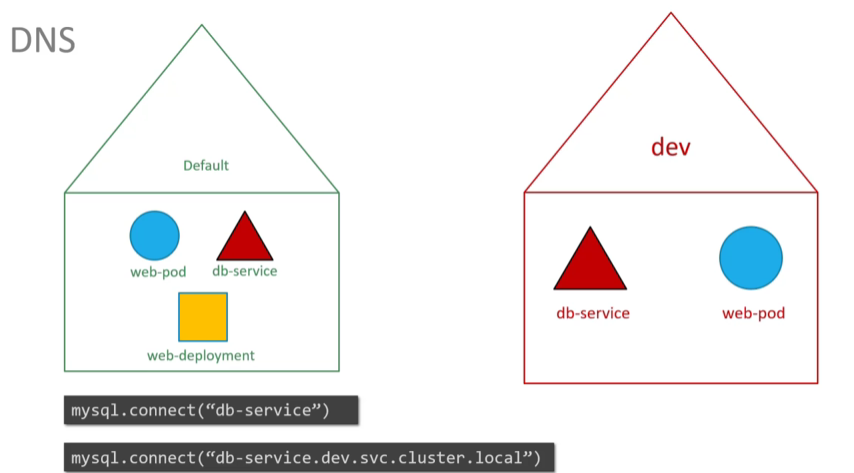 DNS
Default
web-pod
db-service
web-deployment
dev
db-service
web-pod
mysql.connect(“db-service”)
mysql.connect(“db-service.dev.svc.cluster.local”)